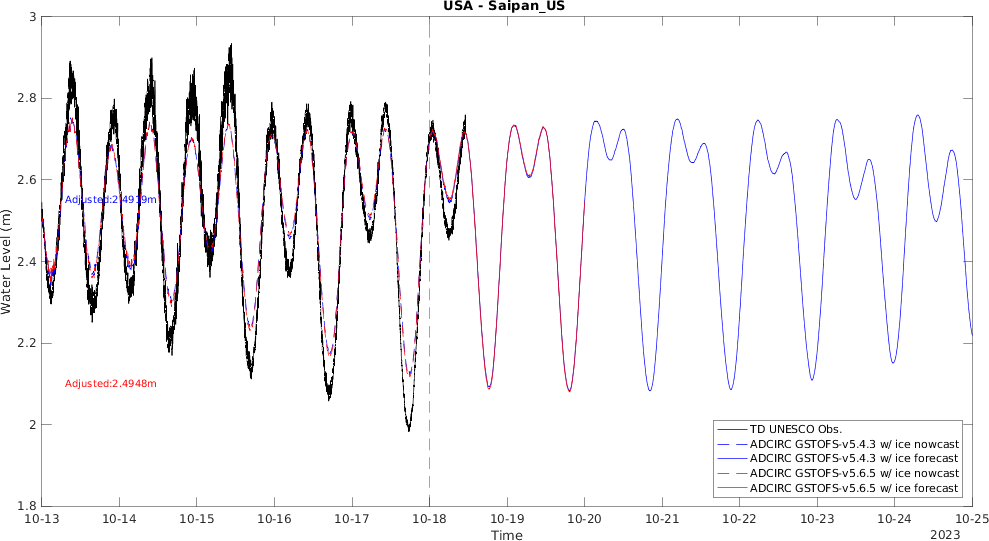 USA - Saipan_US
3
2.8
2.6
2.4
2.2
2
1.8
Water Level (m)
Adjusted:2.4919m
Adjusted:2.4948m
TD UNESCO Obs.
ADCIRC GSTOFS-v5.4.3 w/ ice nowcast
ADCIRC GSTOFS-v5.4.3 w/ ice forecast
ADCIRC GSTOFS-v5.6.5 w/ ice nowcast
ADCIRC GSTOFS-v5.6.5 w/ ice forecast
10-13 10-14 10-15 10-16 10-17 10-18 10-19 10-20 10-21 10-22 10-23 10-24 10-25
Time
2023